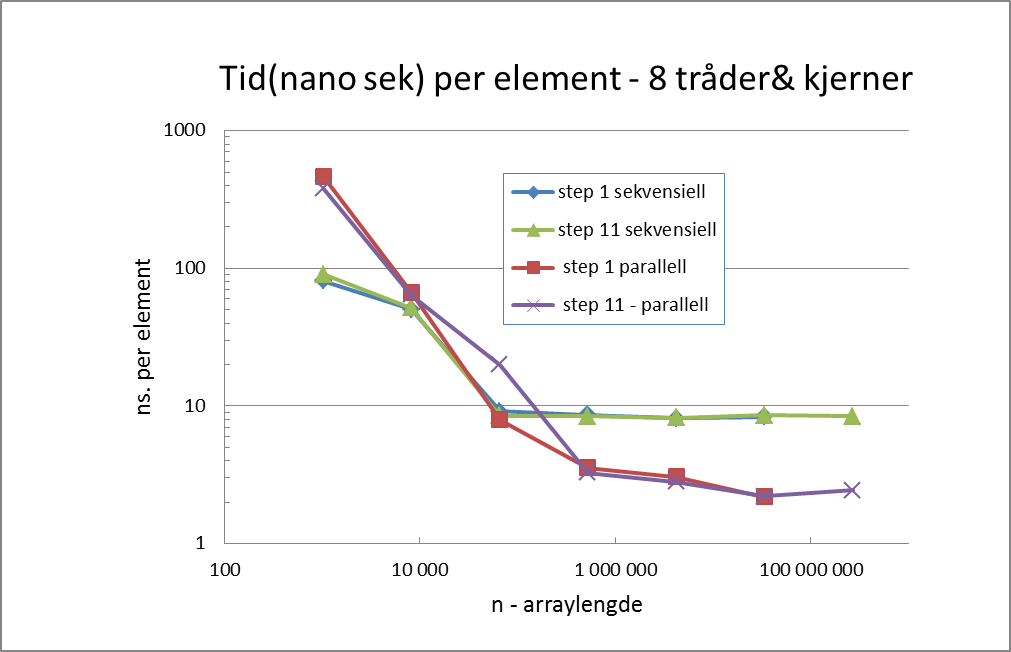 Tid(nano sek) per element - 8 tråder& kjerner
1000
100
10
1
ns. per element
step 1 sekvensiell
step 11 sekvensiell
step 1 parallell
step 11 - parallell
100
10 000
1 000 000
100 000 000
n - arraylengde